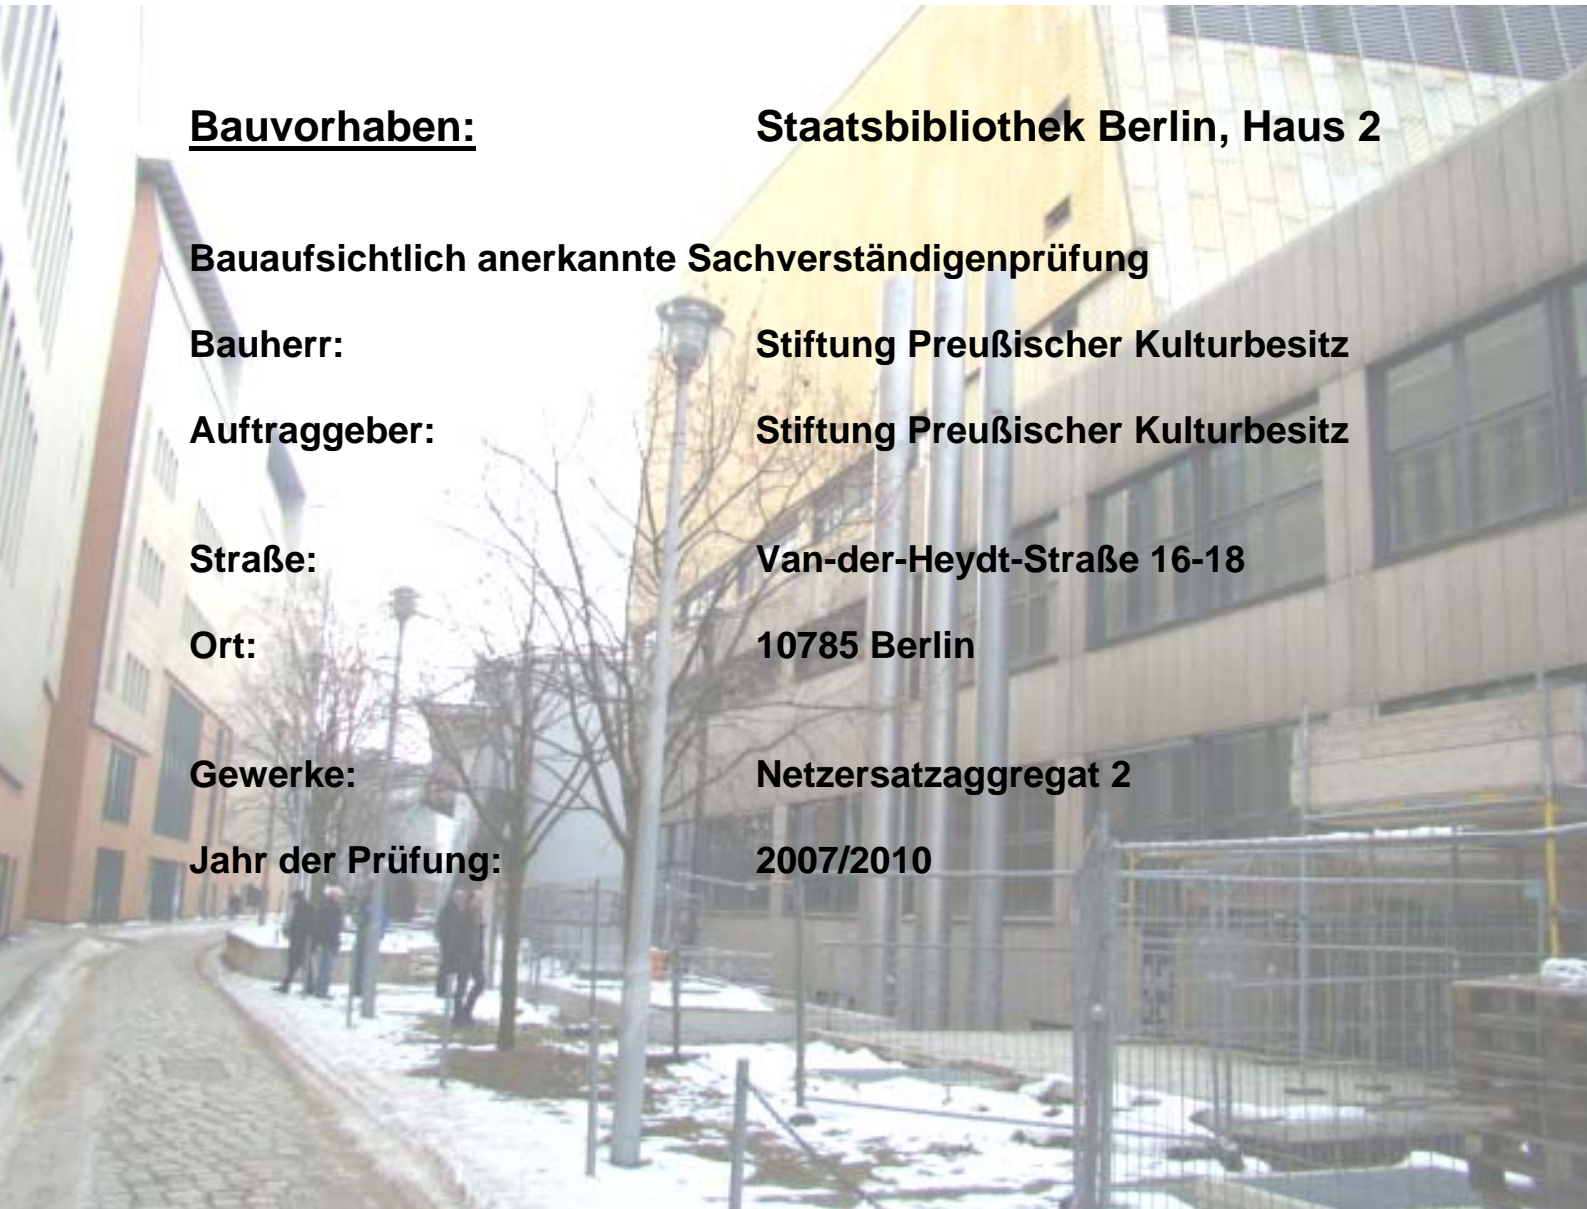 Bauvorhaben: Staatsbibliothek Berlin, Haus 2
Bauaufsichtlich anerkannte Sachverständigenprüfung
Bauherr: Stiftung Preußischer Kulturbesitz
Auftraggeber: Stiftung Preußischer Kulturbesitz
Straße: Van-der-Heydt-Straße 16-18
Ort: 10785 Berlin
Gewerke: Netzersatzaggregat 2
Jahr der Prüfung: 2007/2010